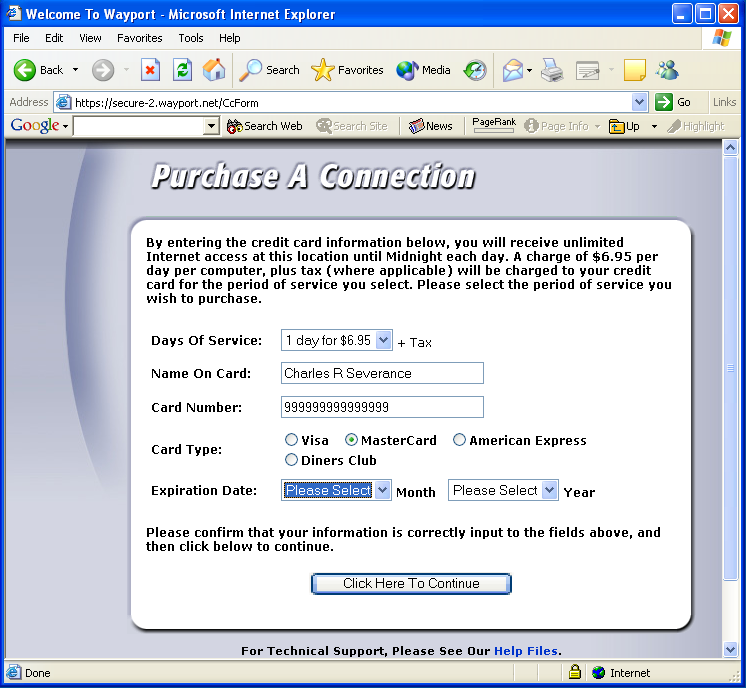 Welcome To Wayport - Microsoft Internet Explorer
File Edit View Favorites Tools Help
Back Search Favorites Media
Address https://secure-2.wayport.net/CcForm Go Links
Google Search Web Search Site News PageRank Page Info Up Highlight
Purchase A Connection
By entering the credit card information below, you will receive unlimited
Internet access at this location until Midnight each day. A charge of $6.95 per
day per computer, plus tax (where applicable) will be charged to your credit
card for the period of service you select. Please select the period of service you
wish to purchase.
Days Of Service: 1 day for $6.95 + Tax
Name On Card: Charles R Severance
Card Number: 999999999999999
Card Type: Visa MasterCard American Express
Diners Club
Expiration Date: Please Select Month Please Select Year
Please confirm that your information is correctly input to the fields above, and
then click below to continue.
Click Here To Continue
For Technical Support, Please See Our Help Files.
Done Internet